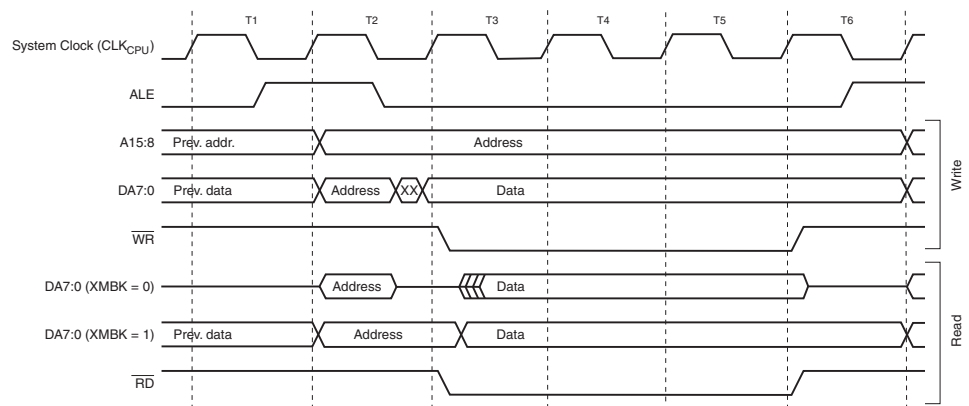 T1 T2 T3 T4 T5 T6
System Clock (CLKCPU)
ALE
A15:8 Prev. addr. Address
DA7:0 Prev. data Address XX Data
WR
Write
DA7:0 (XMBK = 0) Address Data
DA7:0 (XMBK = 1) Prev. data Address Data
RD
Read